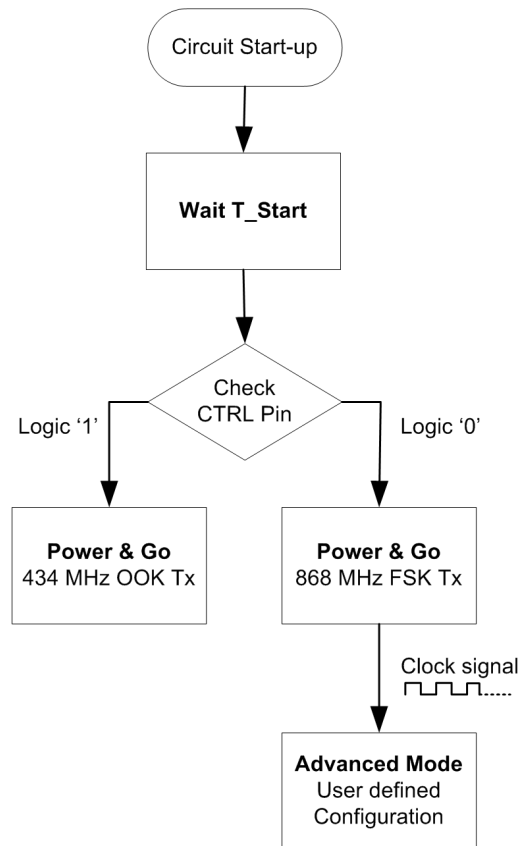 Circuit Start-up
Wait T_Start
Check
CTRL Pin
Logic ‘1’
Logic ‘0’
Power & Go
434 MHz OOK Tx
Power & Go
868 MHz FSK Tx
Clock signal
Advanced Mode
User defined
Configuration